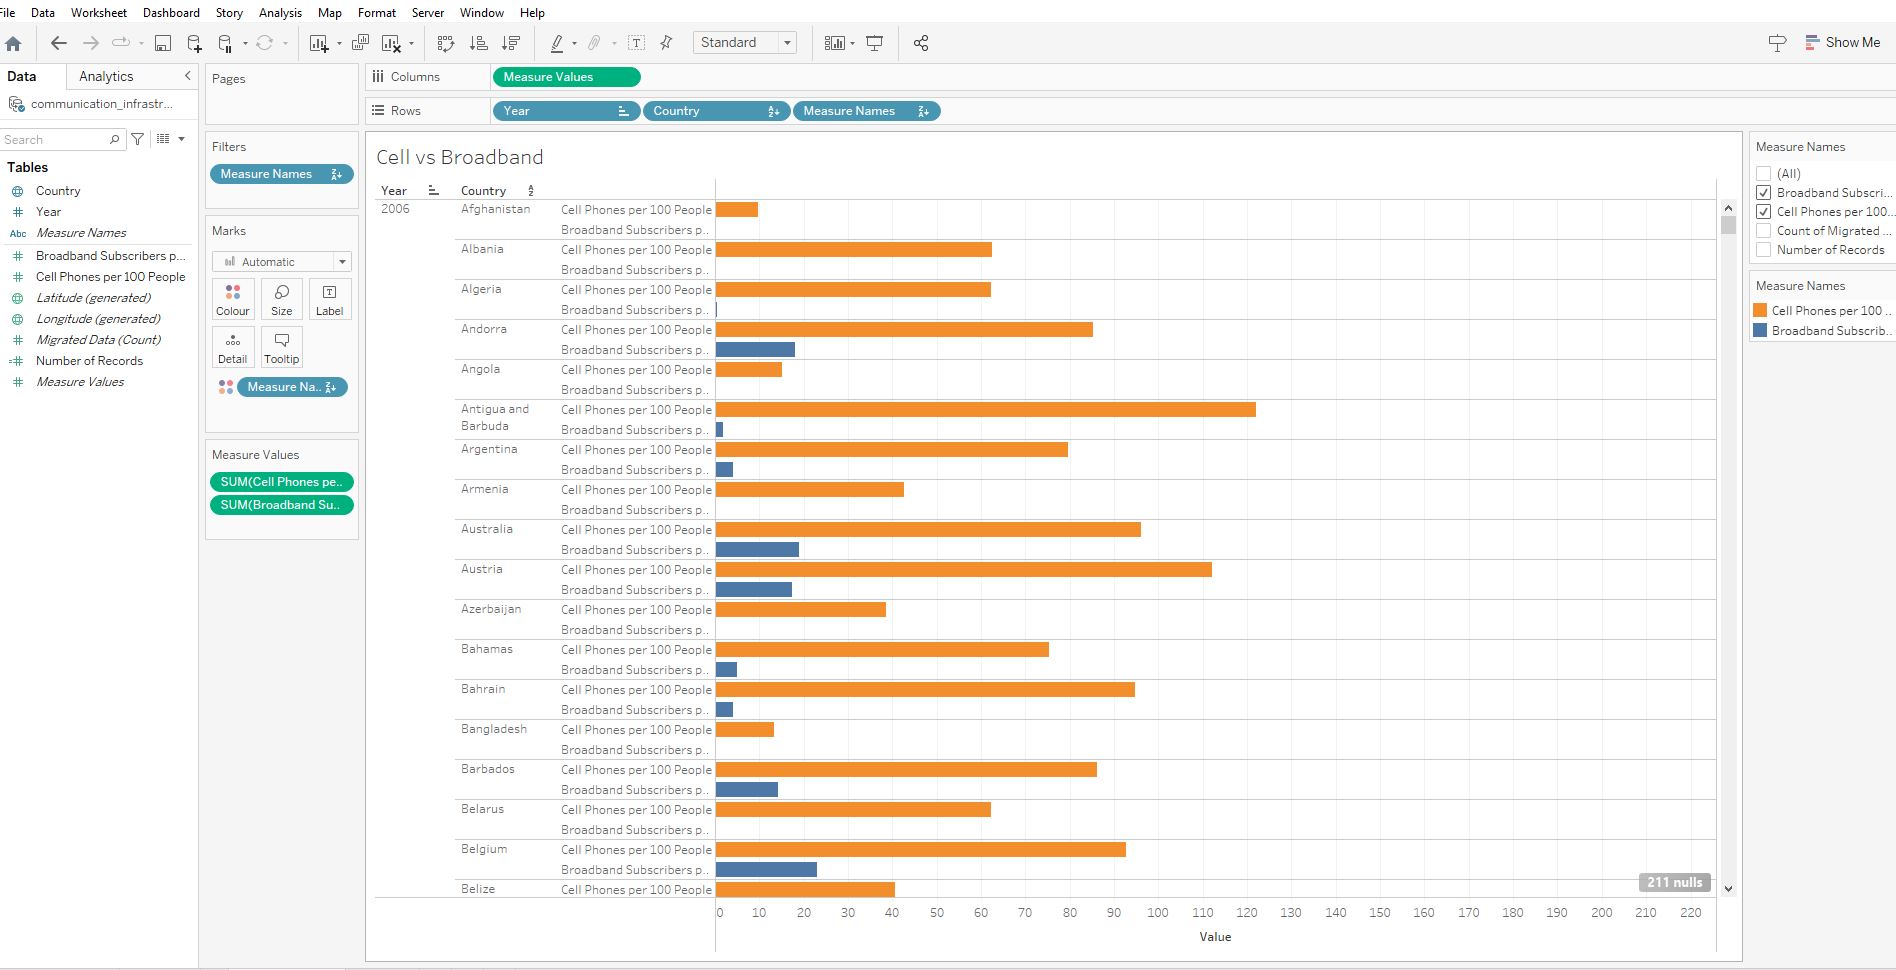 File Data Worksheet Dashboard Story Analysis Map Format Server Window Help
Standard
Show Me
Data Analytics
communication_infrastr...
Search
Tables
Country
Year
Abc Measure Names
Broadband Subscribers p...
Cell Phones per 100 People
Latitude (generated)
Longitude (generated)
Migrated Data (Count)
Number of Records
Measure Values
Pages
Filters
Measure Names
Marks
Automatic
Colour Size Label
Detail Tooltip
Measure Na..
Measure Values
SUM(Cell Phones pe..
SUM(Broadband Su..
Columns Measure Values
Rows Year Country Measure Names
Cell vs Broadband
Year Country
2006 Afghanistan Cell Phones per 100 People
Broadband Subscribers p..
Albania Cell Phones per 100 People
Broadband Subscribers p..
Algeria Cell Phones per 100 People
Broadband Subscribers p..
Andorra Cell Phones per 100 People
Broadband Subscribers p..
Angola Cell Phones per 100 People
Broadband Subscribers p..
Antigua and Cell Phones per 100 People
Barbuda Broadband Subscribers p..
Argentina Cell Phones per 100 People
Broadband Subscribers p..
Armenia Cell Phones per 100 People
Broadband Subscribers p..
Australia Cell Phones per 100 People
Broadband Subscribers p..
Austria Cell Phones per 100 People
Broadband Subscribers p..
Azerbaijan Cell Phones per 100 People
Broadband Subscribers p..
Bahamas Cell Phones per 100 People
Broadband Subscribers p..
Bahrain Cell Phones per 100 People
Broadband Subscribers p..
Bangladesh Cell Phones per 100 People
Broadband Subscribers p..
Barbados Cell Phones per 100 People
Broadband Subscribers p..
Belarus Cell Phones per 100 People
Broadband Subscribers p..
Belgium Cell Phones per 100 People
Broadband Subscribers p..
Belize Cell Phones per 100 People
211 nulls
0 10 20 30 40 50 60 70 80 90 100 110 120 130 140 150 160 170 180 190 200 210 220
Value
Measure Names
(All)
Broadband Subscri...
Cell Phones per 100...
Count of Migrated ...
Number of Records
Measure Names
Cell Phones per 100 ..
Broadband Subscrib..